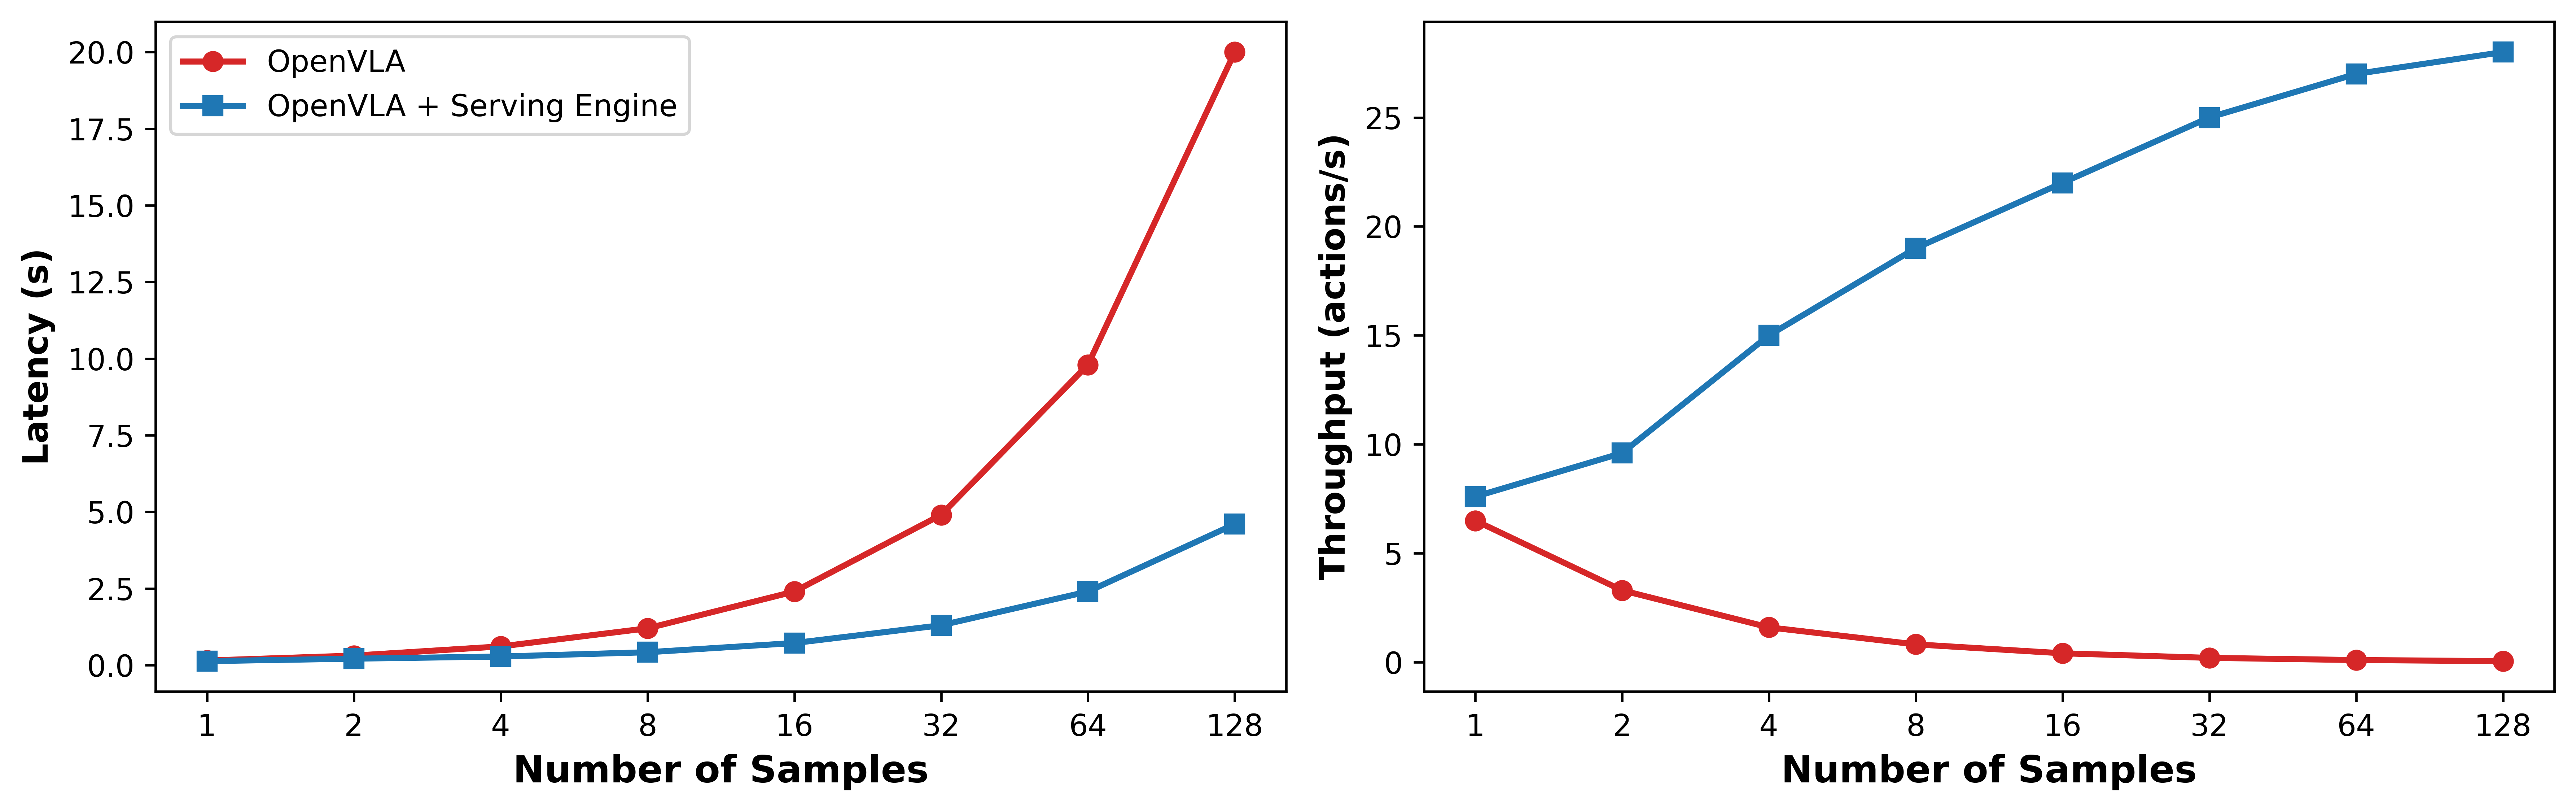 OpenVLA
OpenVLA + Serving Engine
Latency (s)
20.0
17.5
15.0
12.5
10.0
7.5
5.0
2.5
0.0
1 2 4 8 16 32 64 128
Number of Samples
Throughput (actions/s)
25
20
15
10
5
0
1 2 4 8 16 32 64 128
Number of Samples